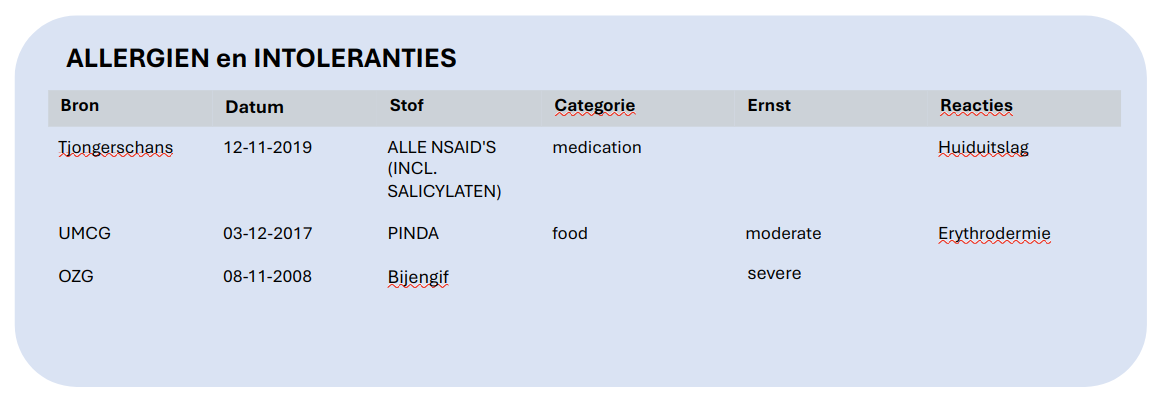 ALLERGIEN en INTOLERANTIES
Bron Datum Stof Categorie Ernst Reacties
Tjongerschans 12-11-2019 ALLE NSAID'S medication Huiduitslag
(INCL.
SALICYLATEN)
UMCG 03-12-2017 PINDA food moderate Erythrodermie
OZG 08-11-2008 Bijengif severe